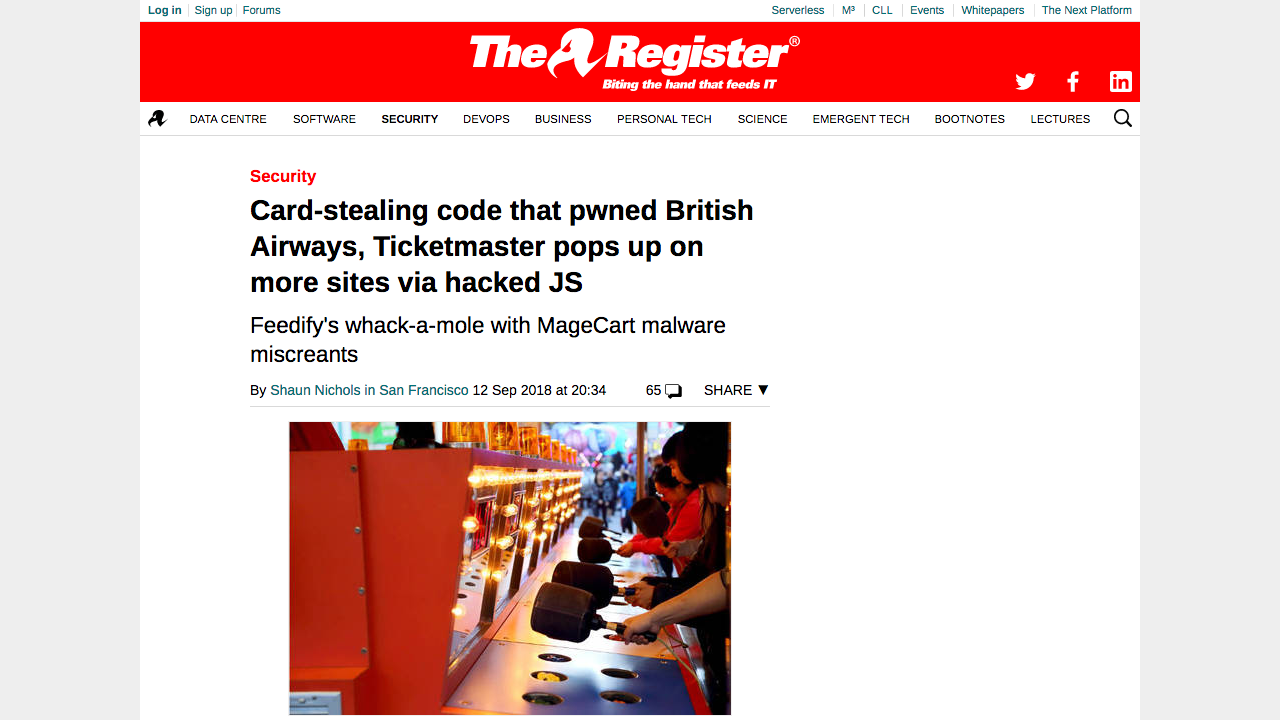 Log in Sign up Forums Serverless M³ CLL Events Whitepapers The Next Platform
The Register®
Biting the hand that feeds IT
DATA CENTRE SOFTWARE SECURITY DEVOPS BUSINESS PERSONAL TECH SCIENCE EMERGENT TECH BOOTNOTES LECTURES
Security
Card-stealing code that pwned British
Airways, Ticketmaster pops up on
more sites via hacked JS
Feedify's whack-a-mole with MageCart malware
miscreants
By Shaun Nichols in San Francisco 12 Sep 2018 at 20:34 65 SHARE ▼